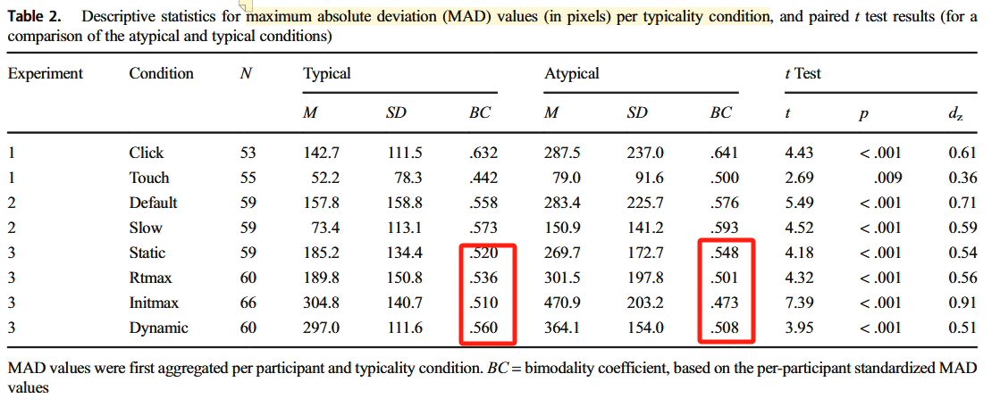 Table 2. Descriptive statistics for maximum absolute deviation (MAD) values (in pixels) per typicality condition, and paired t test results (for a
comparison of the atypical and typical conditions)
Experiment Condition N Typical Atypical t Test
M SD BC M SD BC t p dz
1 Click 53 142.7 111.5 .632 287.5 237.0 .641 4.43 < .001 0.61
1 Touch 55 52.2 78.3 .442 79.0 91.6 .500 2.69 .009 0.36
2 Default 59 157.8 158.8 .558 283.4 225.7 .576 5.49 < .001 0.71
2 Slow 59 73.4 113.1 .573 150.9 141.2 .593 4.52 < .001 0.59
3 Static 59 185.2 134.4 .520 269.7 172.7 .548 4.18 < .001 0.54
3 Rtmax 60 189.8 150.8 .536 301.5 197.8 .501 4.32 < .001 0.56
3 Initmax 66 304.8 140.7 .510 470.9 203.2 .473 7.39 < .001 0.91
3 Dynamic 60 297.0 111.6 .560 364.1 154.0 .508 3.95 < .001 0.51
MAD values were first aggregated per participant and typicality condition. BC = bimodality coefficient, based on the per-participant standardized MAD
values